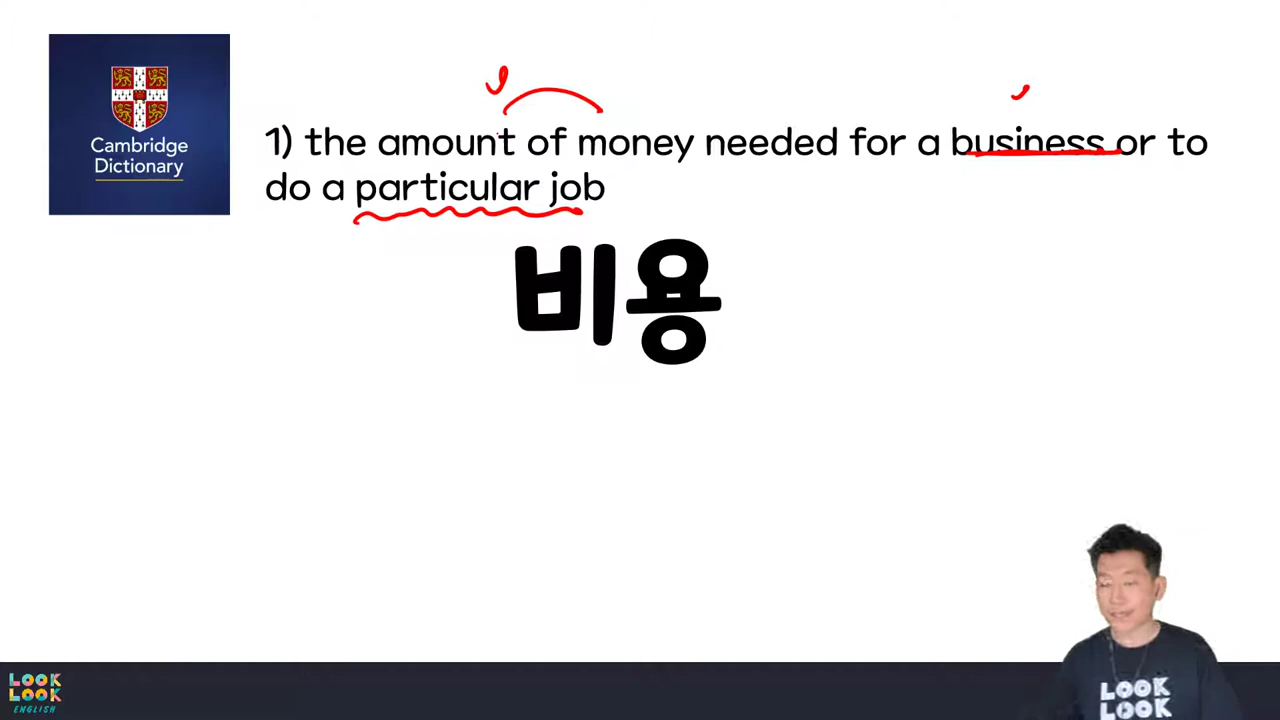 Cambridge
Dictionary
1) the amount of money needed for a business or to
do a particular job
비용
LOOK
LOOK
ENGLISH
LOOK
LOOK